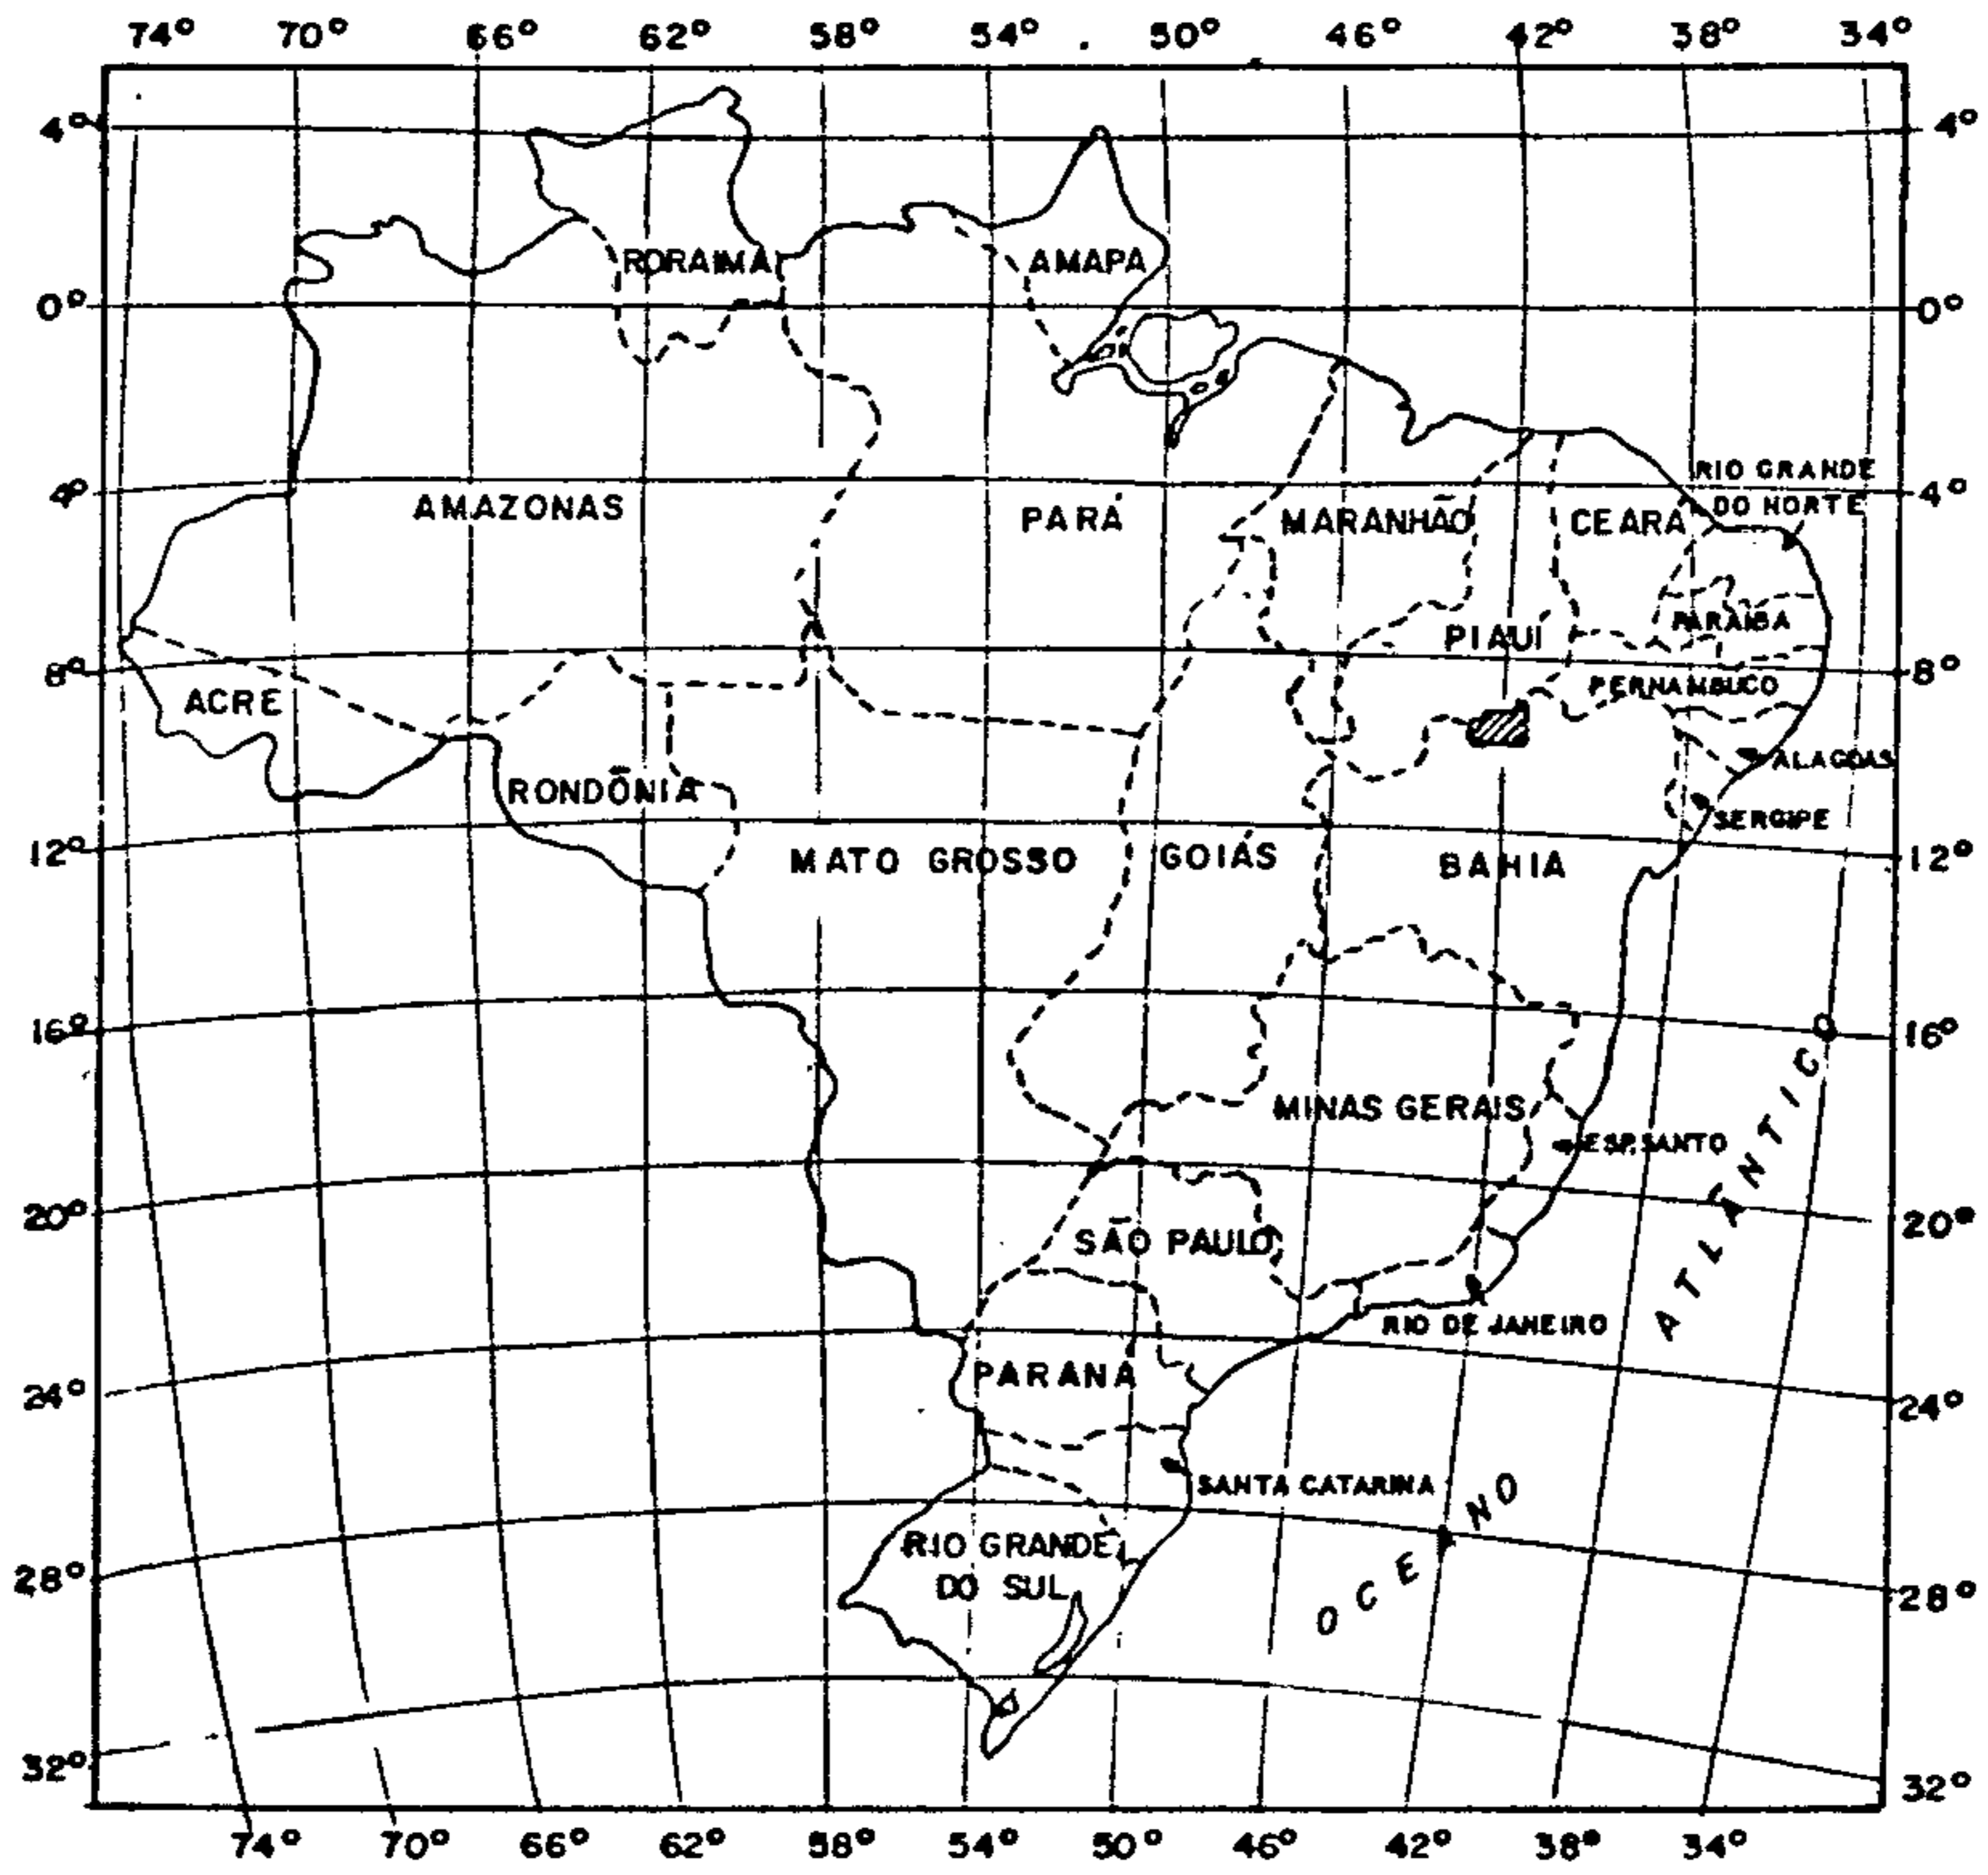 74° 70° 66° 62° 58° 54° 50° 46° 42° 38° 34°
4° 4°
RORAIMA AMAPA
0° 0°
RIO GRANDE
DO NORTE
4° 4°
AMAZONAS PARÁ MARANHÃO CEARÁ
PARAIBA
PIAUÍ
8° 8°
ACRE PERNAMBUCO
ALAGOAS
RONDÔNIA
SERGIPE
12° 12°
MATO GROSSO GOIÁS BAHIA
16° 16°
MINAS GERAIS
ESP. SANTO
20° 20°
SÃO PAULO
RIO DE JANEIRO
PARANÁ
24° 24°
SANTA CATARINA
RIO GRANDE
DO SUL
28° 28°
OCE NO ATLÂNTICO
32° 32°
74° 70° 66° 62° 58° 54° 50° 46° 42° 38° 34°